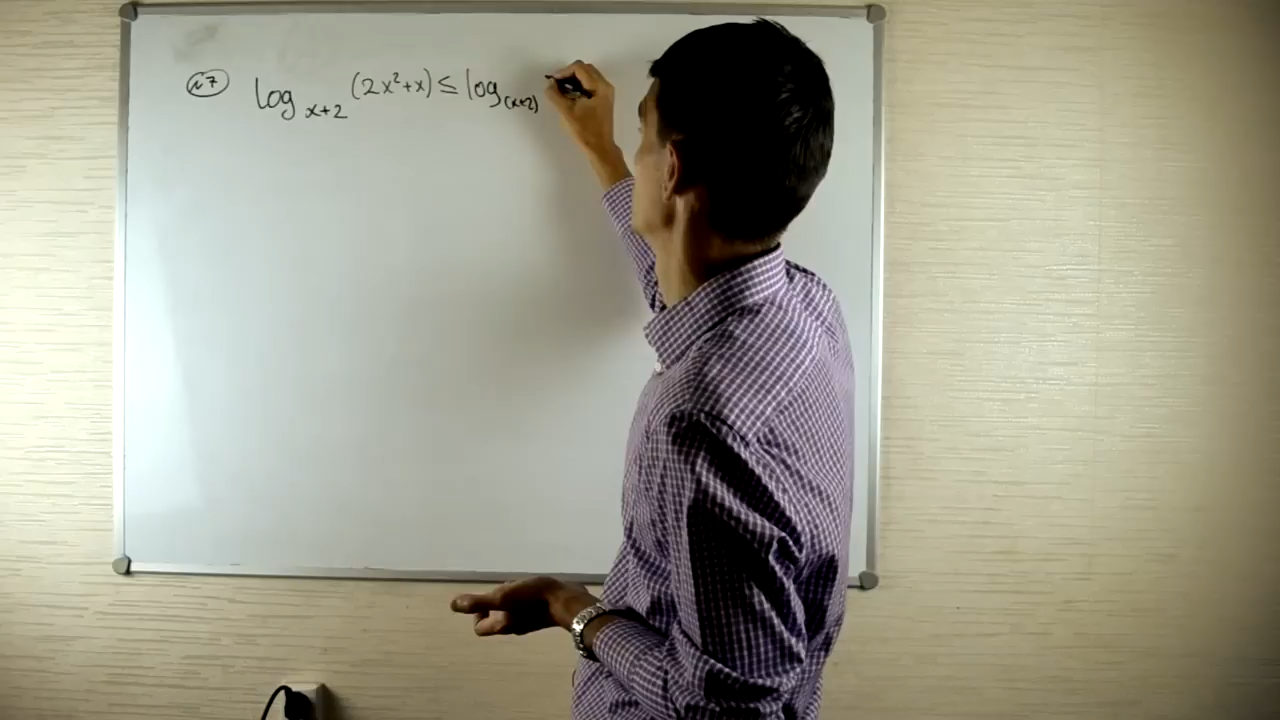 №7 log_{x+2} (2x²+x) ≤ log_{(x+2)}